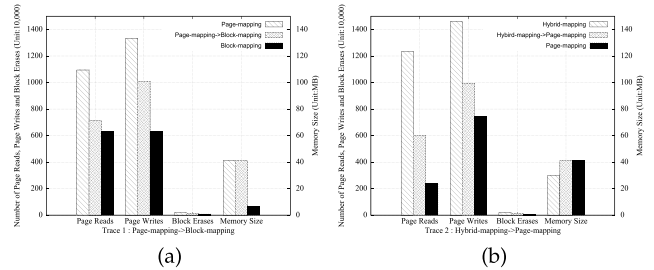 Number of Page Reads, Page Writes and Block Erases (Unit:10,000)
1400
1200
1000
800
600
400
200
0
Page-mapping
Page-mapping->Block-mapping
Block-mapping
140
120
100
80
60
40
20
0
Memory Size (Unit:MB)
Page Reads Page Writes Block Erases Memory Size
Trace 1 : Page-mapping->Block-mapping
(a)
Number of Page Reads, Page Writes and Block Erases (Unit:10,000)
1400
1200
1000
800
600
400
200
0
Hybrid-mapping
Hybird-mapping->Page-mapping
Page-mapping
140
120
100
80
60
40
20
0
Memory Size (Unit:MB)
Page Reads Page Writes Block Erases Memory Size
Trace 2 : Hybrid-mapping->Page-mapping
(b)